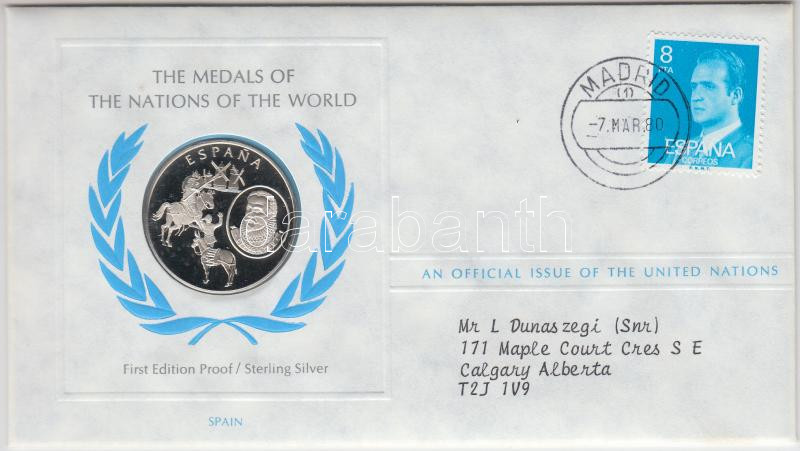 THE MEDALS OF
THE NATIONS OF THE WORLD
ESPAÑA
First Edition Proof / Sterling Silver
SPAIN
MADRID
(1)
-7.MAR.80
8
PTA
ESPAÑA
CORREOS
AN OFFICIAL ISSUE OF THE UNITED NATIONS
Mr L Dunaszegi (Snr)
171 Maple Court Cres S E
Calgary Alberta
T2J 1V9
darabanth